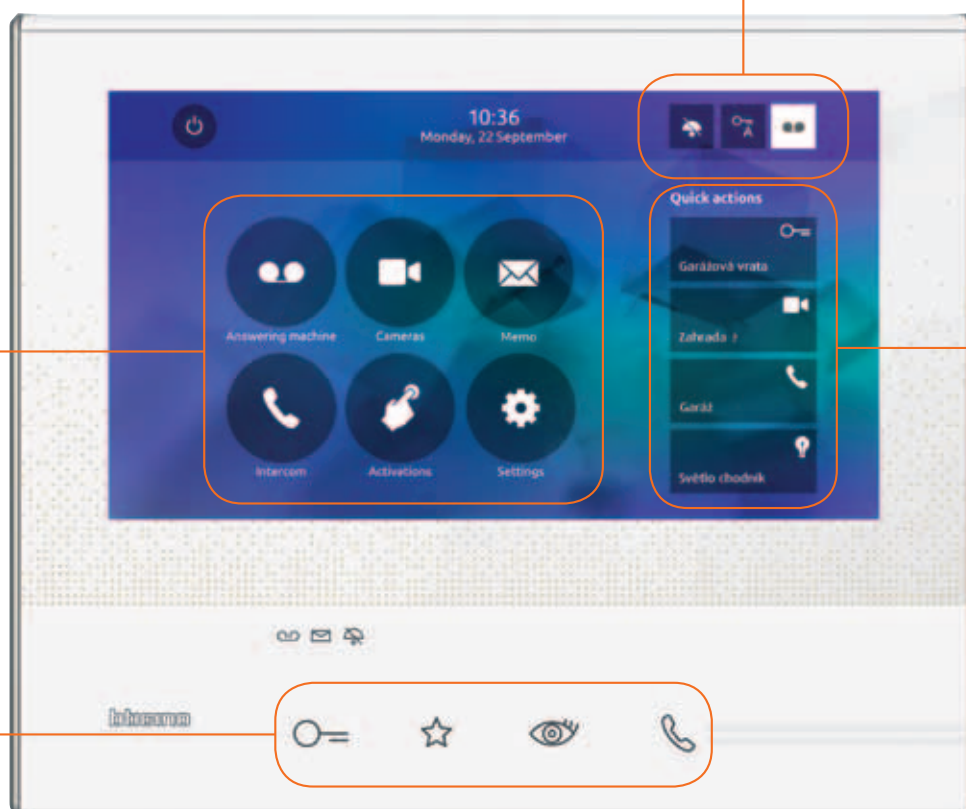 10:36
Monday, 22 September
A
Quick actions
Garážová vrata
Answering machine
Cameras
Memo
Zahrada
Garáž
Intercom
Activations
Settings
Světlo chodník
bticino